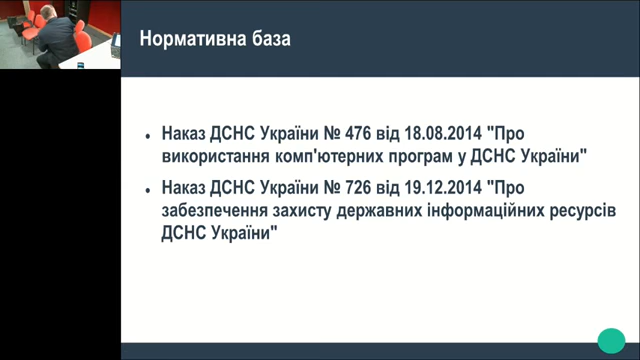 Нормативна база
Наказ ДСНС України № 476 від 18.08.2014 "Про
використання комп'ютерних програм у ДСНС України"
Наказ ДСНС України № 726 від 19.12.2014 "Про
забезпечення захисту державних інформаційних ресурсів
ДСНС України"